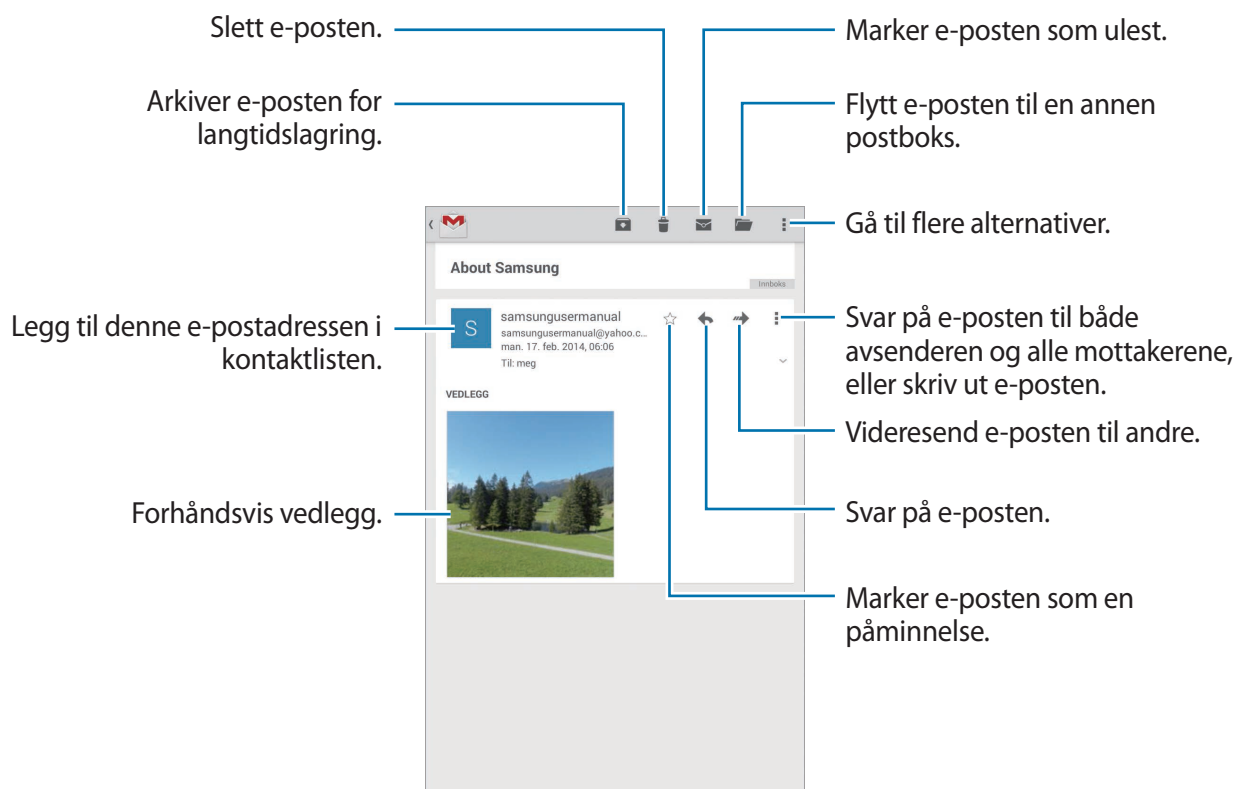 Slett e-posten.
Marker e-posten som ulest.
Arkiver e-posten for
langtidslagring.
Flytt e-posten til en annen
postboks.
Gå til flere alternativer.
About Samsung
Innboks
Legg til denne e-postadressen i
kontaktlisten.
S
samsungusermanual
samsungusermanual@yahoo.c...
man. 17. feb. 2014, 06:06
Til: meg
Svar på e-posten til både
avsenderen og alle mottakerene,
eller skriv ut e-posten.
VEDLEGG
Videresend e-posten til andre.
Forhåndsvis vedlegg.
Svar på e-posten.
Marker e-posten som en
påminnelse.